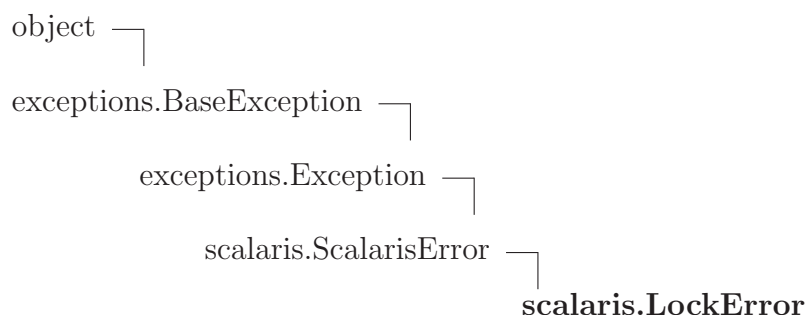 object
exceptions.BaseException
exceptions.Exception
scalaris.ScalarisError
scalaris.LockError